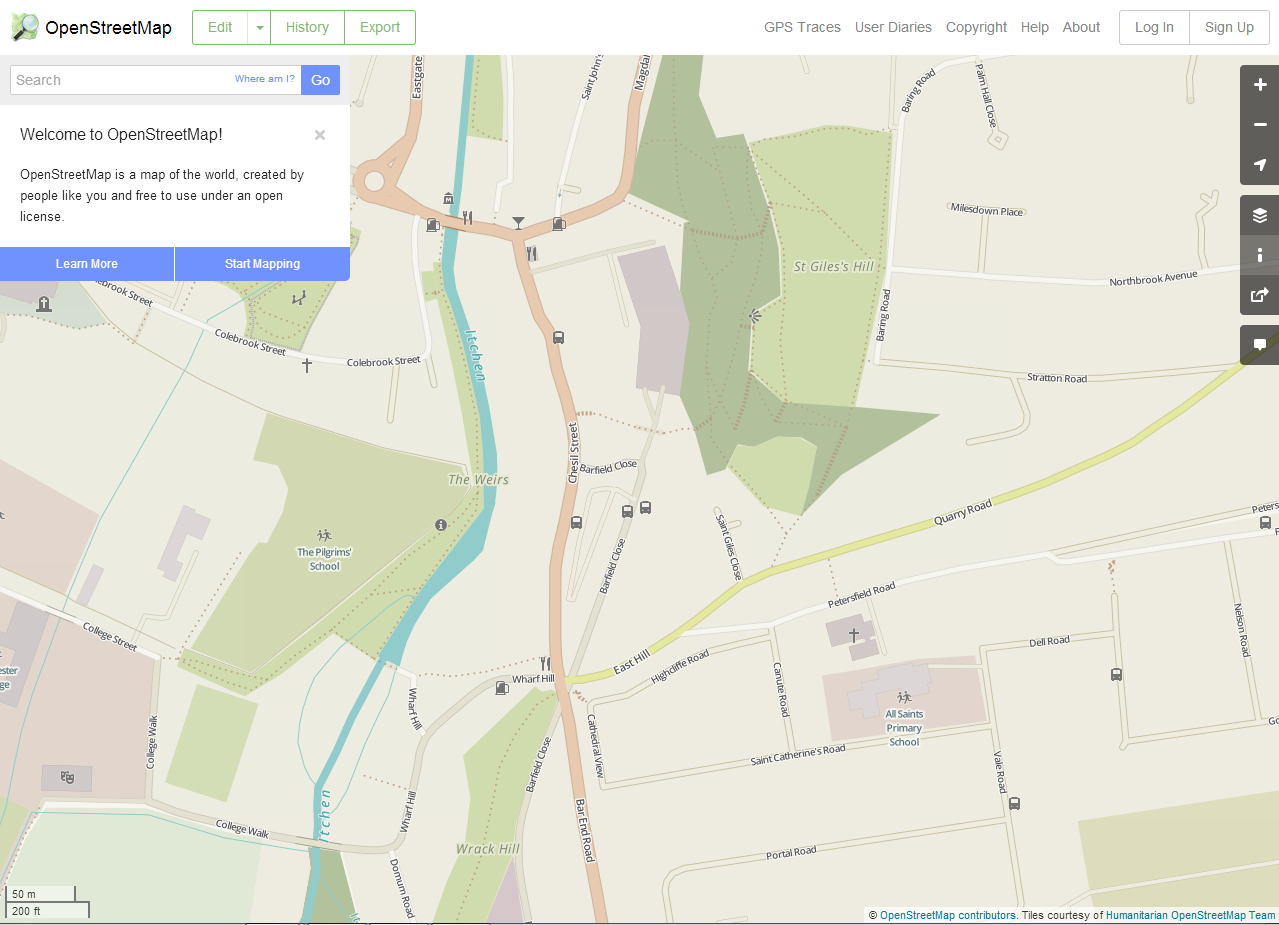 OpenStreetMap
Edit
History
Export
GPS Traces
User Diaries
Copyright
Help
About
Log In
Sign Up
Search
Where am I?
Go
Welcome to OpenStreetMap!
OpenStreetMap is a map of the world, created by
people like you and free to use under an open
license.
Learn More
Start Mapping
Eastgate
Saint John's
Magdal
Baring Road
Palm Hall Close
Milesdown Place
St Giles's Hill
Northbrook Avenue
Baring Road
ebrook Street
Colebrook Street
Colebrook Street
Itchen
Stratton Road
Chesil Street
Barfield Close
The Weirs
Quarry Road
Saint Giles Close
Peters
The Pilgrims'
School
Barfield Close
Petersfield Road
Nelson Road
College Street
Dell Road
East Hill
Highcliffe Road
Canute Road
ester
ge
Wharf Hill
Wharf Hill
All Saints
Primary
School
College Walk
Cathedral View
Barfield Close
Saint Catherine's Road
Vale Road
Go
Itchen
Wharf Hill
College Walk
Wrack Hill
Bar End Road
Portal Road
Domum Road
It
50 m
200 ft
© OpenStreetMap contributors. Tiles courtesy of Humanitarian OpenStreetMap Team